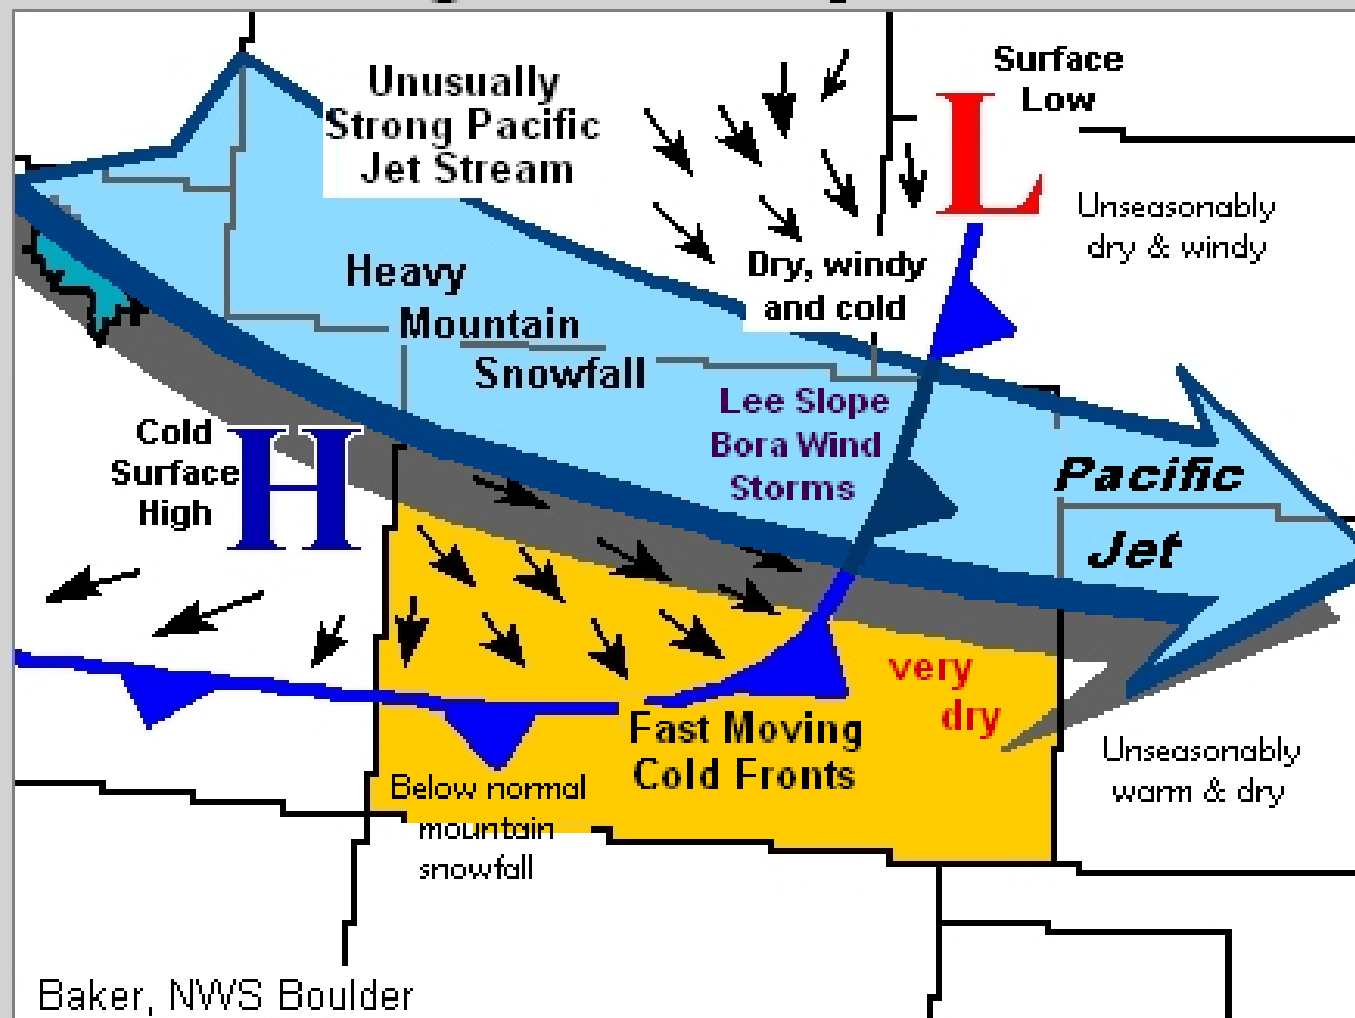 Unusually
Strong Pacific
Jet Stream
Surface
Low
L
Unseasonably
dry & windy
Dry, windy
and cold
Heavy
Mountain
Snowfall
Lee Slope
Bora Wind
Storms
Cold
Surface
High
H
Pacific
Jet
very
dry
Fast Moving
Cold Fronts
Below normal
mountain
snowfall
Unseasonably
warm & dry
Baker, NWS Boulder